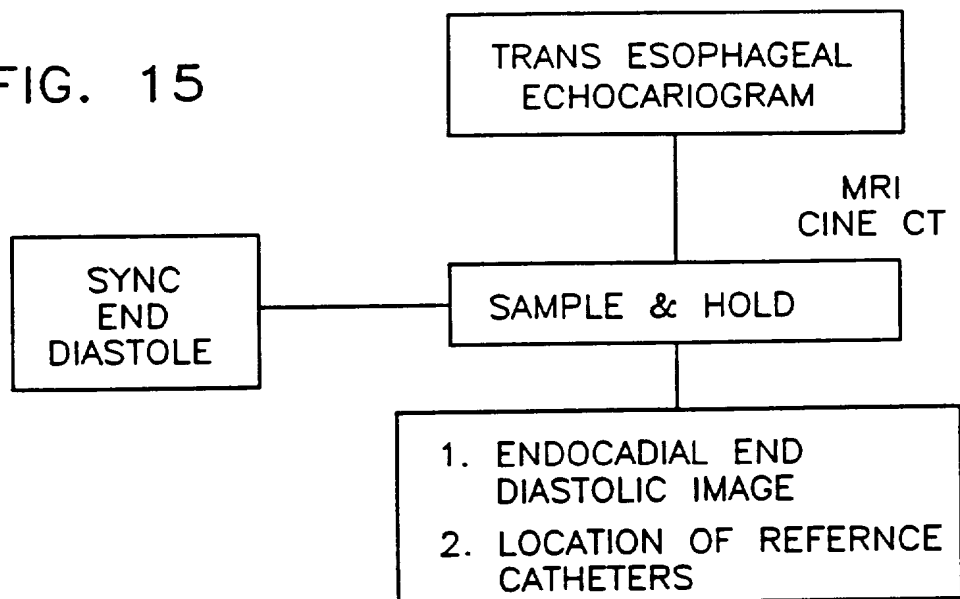 FIG. 15
TRANS ESOPHAGEAL
ECHOCARIOGRAM
MRI
CINE CT
SYNC
END
DIASTOLE
SAMPLE & HOLD
1. ENDOCADIAL END
DIASTOLIC IMAGE
2. LOCATION OF REFERNCE
CATHETERS